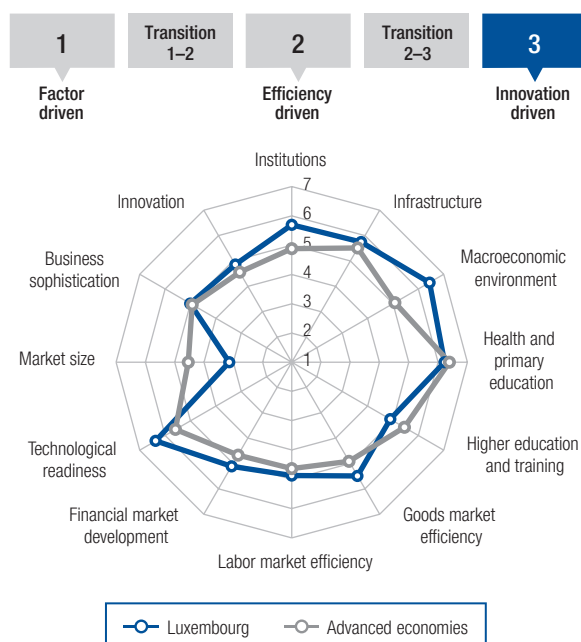 1
Transition
1–2
2
Transition
2–3
3
Factor
driven
Efficiency
driven
Innovation
driven
Institutions
Infrastructure
Macroeconomic
environment
Health and
primary
education
Higher education
and training
Goods market
efficiency
Labor market efficiency
Financial market
development
Technological
readiness
Market size
Business
sophistication
Innovation
7
6
5
4
3
2
1
Luxembourg
Advanced economies